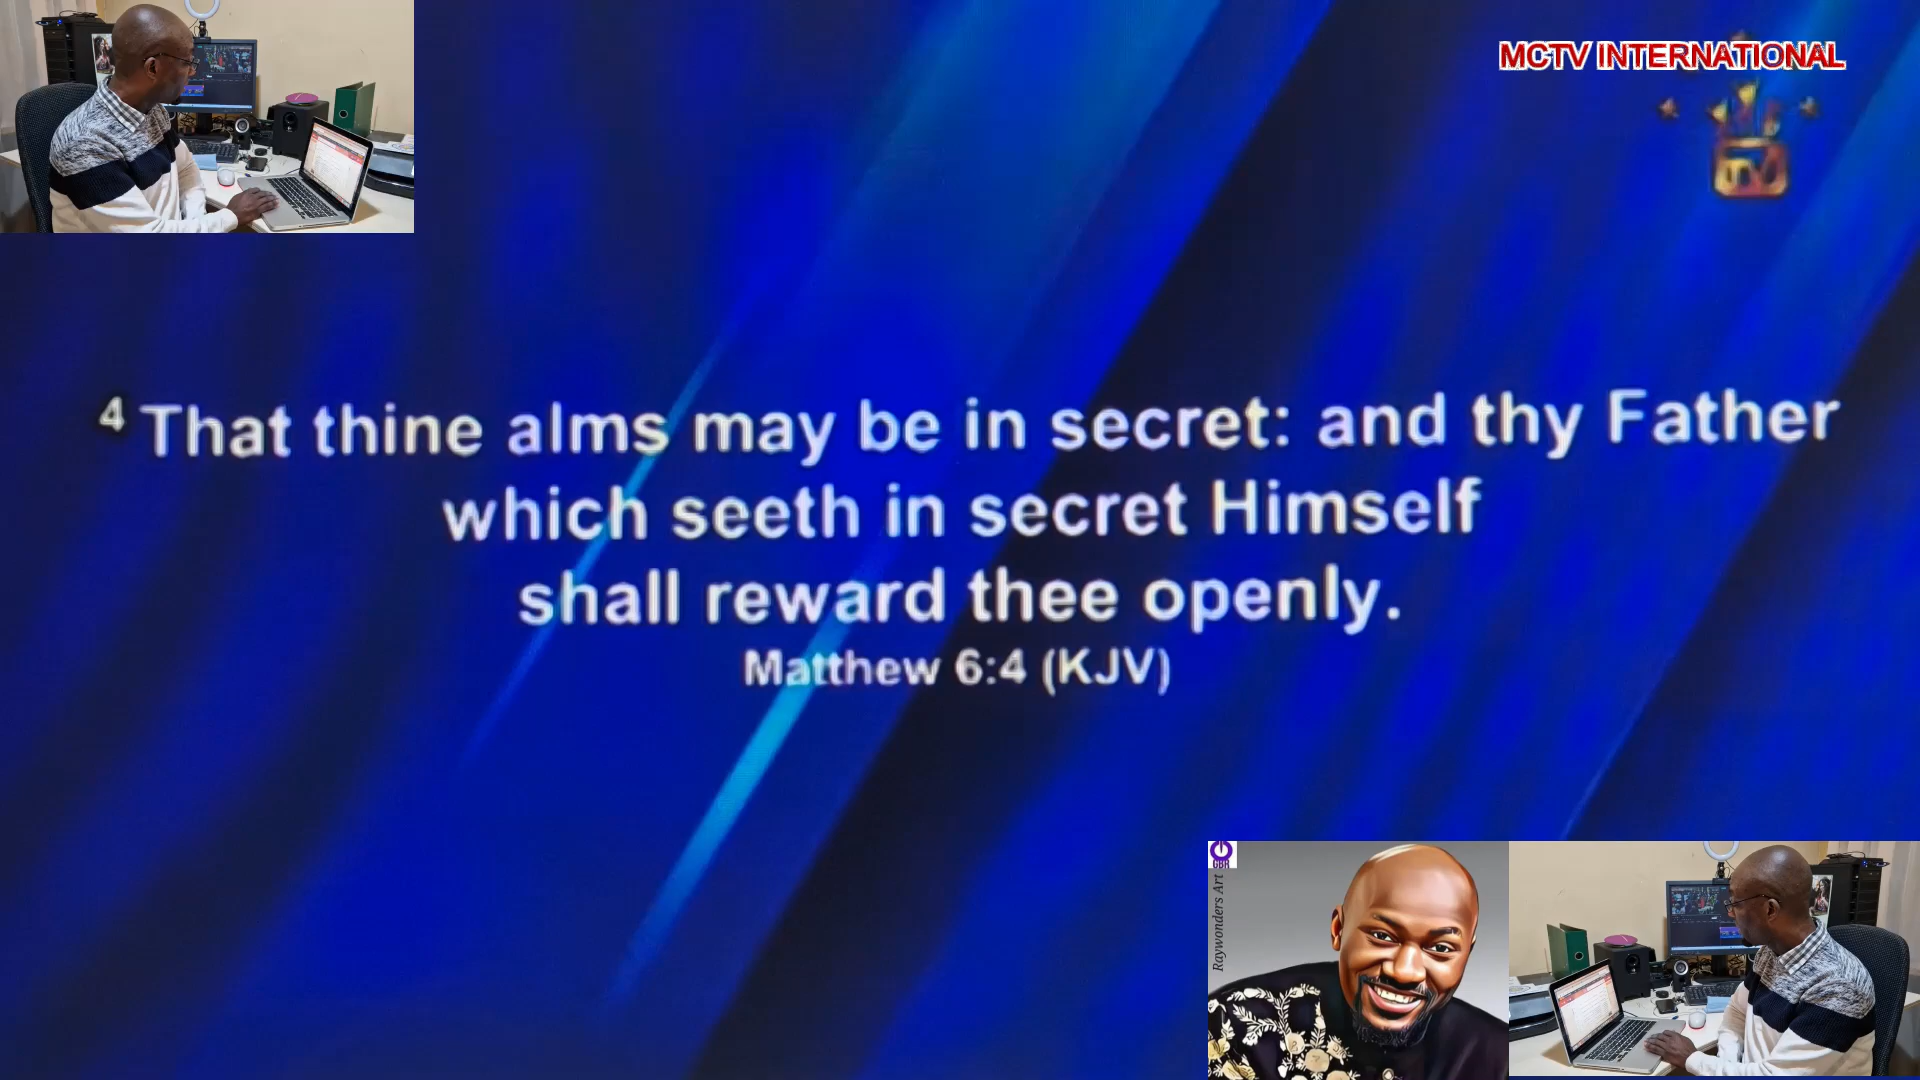 MCTV INTERNATIONAL
4 That thine alms may be in secret: and thy Father
which seeth in secret Himself
shall reward thee openly.
Matthew 6:4 (KJV)
GBR
Raywonders Art